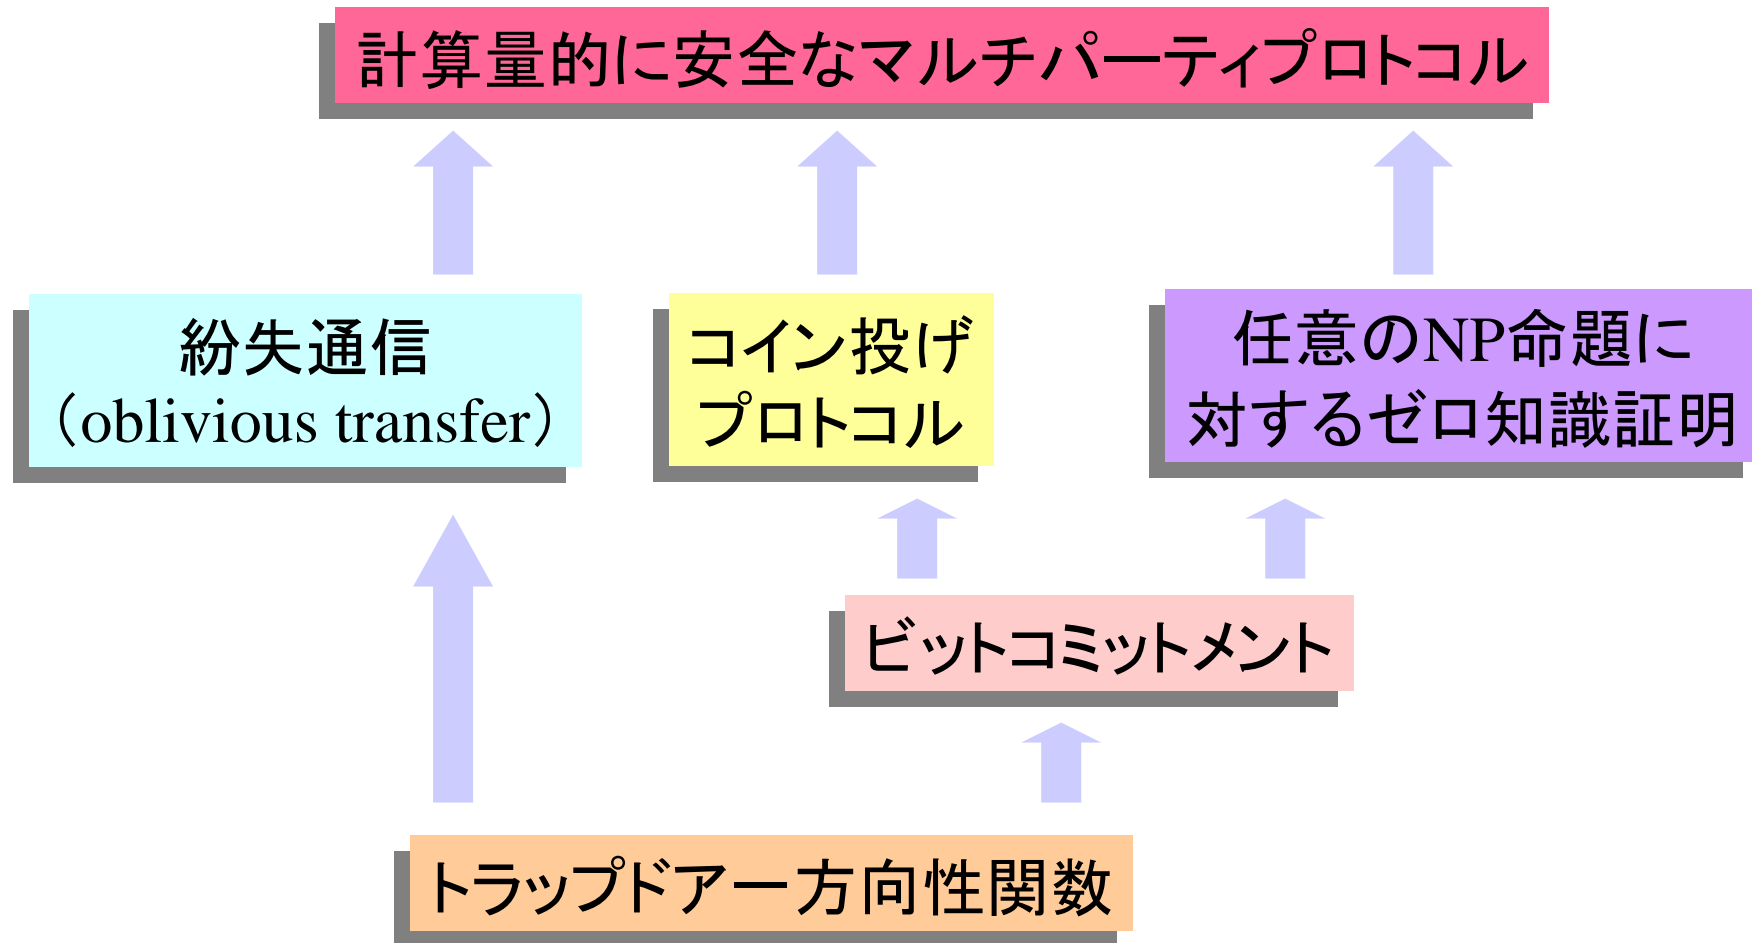 計算量的に安全なマルチパーティプロトコル
紛失通信
（oblivious transfer）
コイン投げ
プロトコル
任意のNP命題に
対するゼロ知識証明
ビットコミットメント
トラップドアー方向性関数